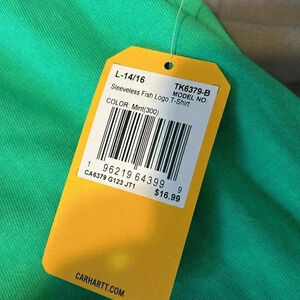 L-14/16 TK6379-B
MODEL NO.
Sleeveless Fish Logo T-Shirt
COLOR: Mint(300)
1 96219 64399 9
CA6379 G123 JT1
$16.99
CARHARTT.COM